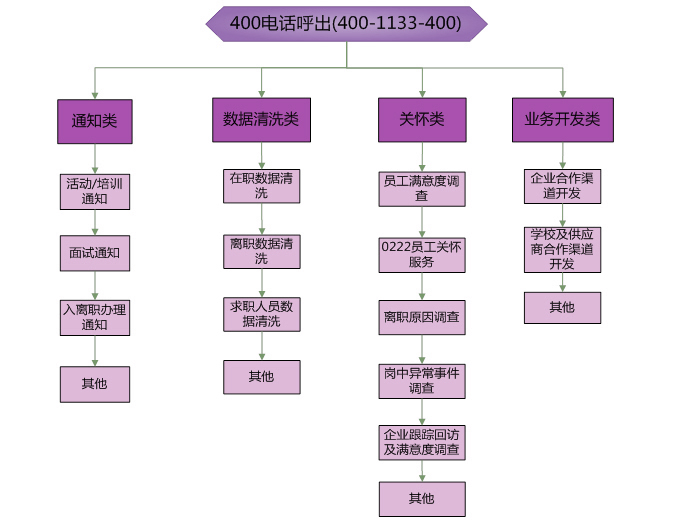 400电话呼出(400-1133-400)
通知类
数据清洗类
关怀类
业务开发类
活动/培训
通知
面试通知
入离职办理
通知
其他
在职数据清
洗
离职数据清
洗
求职人员数
据清洗
其他
员工满意度调
查
0222员工关怀
服务
离职原因调查
岗中异常事件
调查
企业跟踪回访
及满意度调查
其他
企业合作渠
道开发
学校及供应
商合作渠道
开发
其他